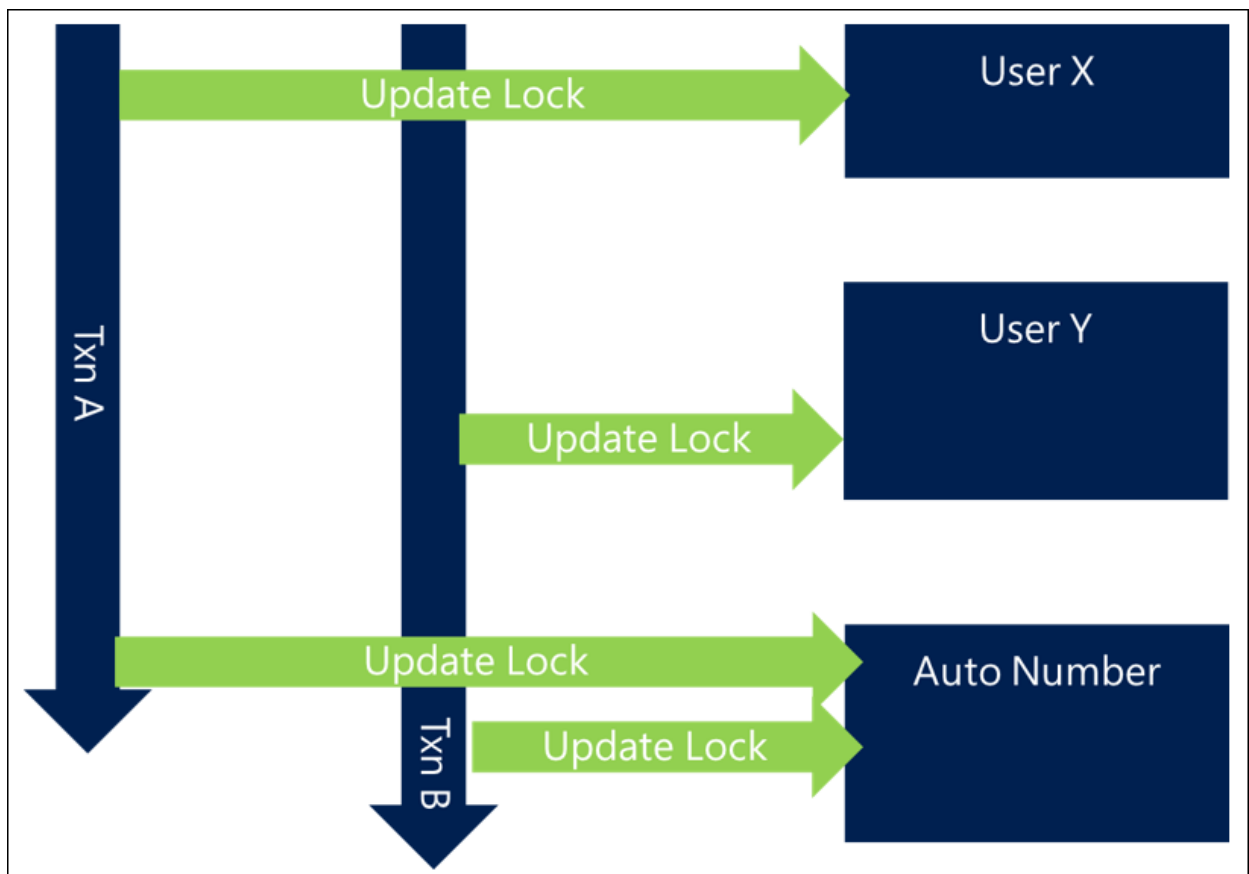 Update Lock
User X
Txn A
User Y
Update Lock
Update Lock
Auto Number
Txn B
Update Lock